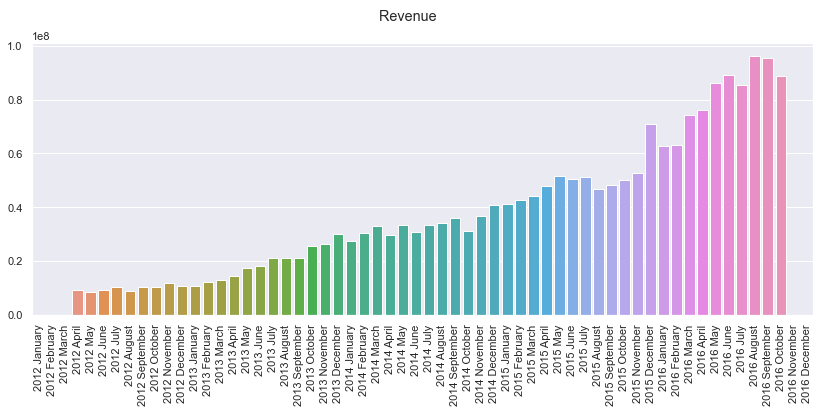 Revenue
1e8
1.0
0.8
0.6
0.4
0.2
0.0
2012 January
2012 February
2012 March
2012 April
2012 May
2012 June
2012 July
2012 August
2012 September
2012 October
2012 November
2012 December
2013 January
2013 February
2013 March
2013 April
2013 May
2013 June
2013 July
2013 August
2013 September
2013 October
2013 November
2013 December
2014 January
2014 February
2014 March
2014 April
2014 May
2014 June
2014 July
2014 August
2014 September
2014 October
2014 November
2014 December
2015 January
2015 February
2015 March
2015 April
2015 May
2015 June
2015 July
2015 August
2015 September
2015 October
2015 November
2015 December
2016 January
2016 February
2016 March
2016 April
2016 May
2016 June
2016 July
2016 August
2016 September
2016 October
2016 November
2016 December